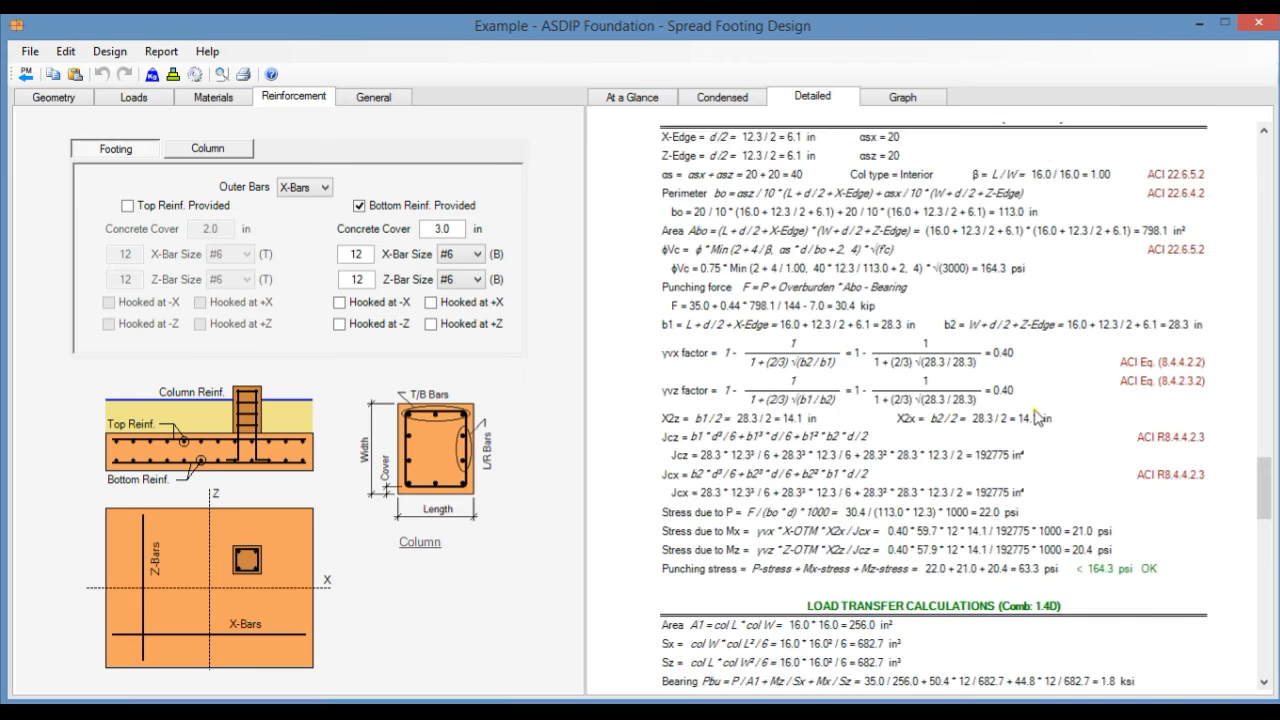 Example - ASDIP Foundation - Spread Footing Design
File Edit Design Report Help
PM
Geometry Loads Materials Reinforcement General
At a Glance Condensed Detailed Graph
Footing Column
Outer Bars X-Bars
Top Reinf. Provided Bottom Reinf. Provided
Concrete Cover 2.0 in Concrete Cover 3.0 in
12 X-Bar Size #6 (T) 12 X-Bar Size #6 (B)
12 Z-Bar Size #6 (T) 12 Z-Bar Size #6 (B)
Hooked at -X Hooked at +X Hooked at -X Hooked at +X
Hooked at -Z Hooked at +Z Hooked at -Z Hooked at +Z
Column Reinf.
Top Reinf.
Bottom Reinf.
T/B Bars
L/R Bars
Width
Cover
Length
Column
Z
Z-Bars
X
X-Bars
X-Edge = d/2 = 12.3 / 2 = 6.1 in αsx = 20
Z-Edge = d/2 = 12.3 / 2 = 6.1 in αsz = 20
αs = αsx + αsz = 20 + 20 = 40 Col type = Interior β = L / W = 16.0 / 16.0 = 1.00 ACI 22.6.5.2
Perimeter bo = αsz / 10 * (L + d / 2 + X-Edge) + αsx / 10 * (W + d / 2 + Z-Edge) ACI 22.6.4.2
bo = 20 / 10 * (16.0 + 12.3 / 2 + 6.1) + 20 / 10 * (16.0 + 12.3 / 2 + 6.1) = 113.0 in
Area Abo = (L + d / 2 + X-Edge) * (W + d / 2 + Z-Edge) = (16.0 + 12.3 / 2 + 6.1) * (16.0 + 12.3 / 2 + 6.1) = 798.1 in²
ϕVc = ϕ * Min (2 + 4 / β, αs * d / bo + 2, 4) * √(f'c) ACI 22.6.5.2
ϕVc = 0.75 * Min (2 + 4 / 1.00, 40 * 12.3 / 113.0 + 2, 4) * √(3000) = 164.3 psi
Punching force F = P + Overburden * Abo - Bearing
F = 35.0 + 0.44 * 798.1 / 144 - 7.0 = 30.4 kip
b1 = L + d / 2 + X-Edge = 16.0 + 12.3 / 2 + 6.1 = 28.3 in b2 = W + d / 2 + Z-Edge = 16.0 + 12.3 / 2 + 6.1 = 28.3 in
γvx factor = 1 - 1 / 1 + (2/3) √(b2 / b1) = 1 - 1 / 1 + (2/3) √(28.3 / 28.3) = 0.40 ACI Eq. (8.4.4.2.2)
γvz factor = 1 - 1 / 1 + (2/3) √(b1 / b2) = 1 - 1 / 1 + (2/3) √(28.3 / 28.3) = 0.40 ACI Eq. (8.4.2.3.2)
X2z = b1 / 2 = 28.3 / 2 = 14.1 in X2x = b2 / 2 = 28.3 / 2 = 14.1 in
Jcz = b1 * d³ / 6 + b1³ * d / 6 + b1² * b2 * d / 2 ACI R8.4.4.2.3
Jcz = 28.3 * 12.3³ / 6 + 28.3³ * 12.3 / 6 + 28.3² * 28.3 * 12.3 / 2 = 192775 in⁴
Jcx = b2 * d³ / 6 + b2³ * d / 6 + b2² * b1 * d / 2 ACI R8.4.4.2.3
Jcx = 28.3 * 12.3³ / 6 + 28.3³ * 12.3 / 6 + 28.3² * 28.3 * 12.3 / 2 = 192775 in⁴
Stress due to P = F / (bo * d) * 1000 = 30.4 / (113.0 * 12.3) * 1000 = 22.0 psi
Stress due to Mx = γvx * X-OTM * X2x / Jcx = 0.40 * 59.7 * 12 * 14.1 / 192775 * 1000 = 21.0 psi
Stress due to Mz = γvz * Z-OTM * X2z / Jcz = 0.40 * 57.9 * 12 * 14.1 / 192775 * 1000 = 20.4 psi
Punching stress = P-stress + Mx-stress + Mz-stress = 22.0 + 21.0 + 20.4 = 63.3 psi < 164.3 psi OK
LOAD TRANSFER CALCULATIONS (Comb: 1.4D)
Area A1 = col L * col W = 16.0 * 16.0 = 256.0 in²
Sx = col W * col L² / 6 = 16.0 * 16.0² / 6 = 682.7 in³
Sz = col L * col W² / 6 = 16.0 * 16.0² / 6 = 682.7 in³
Bearing Pbu = P / A1 + Mz / Sx + Mx / Sz = 35.0 / 256.0 + 50.4 * 12 / 682.7 + 44.8 * 12 / 682.7 = 1.8 ksi